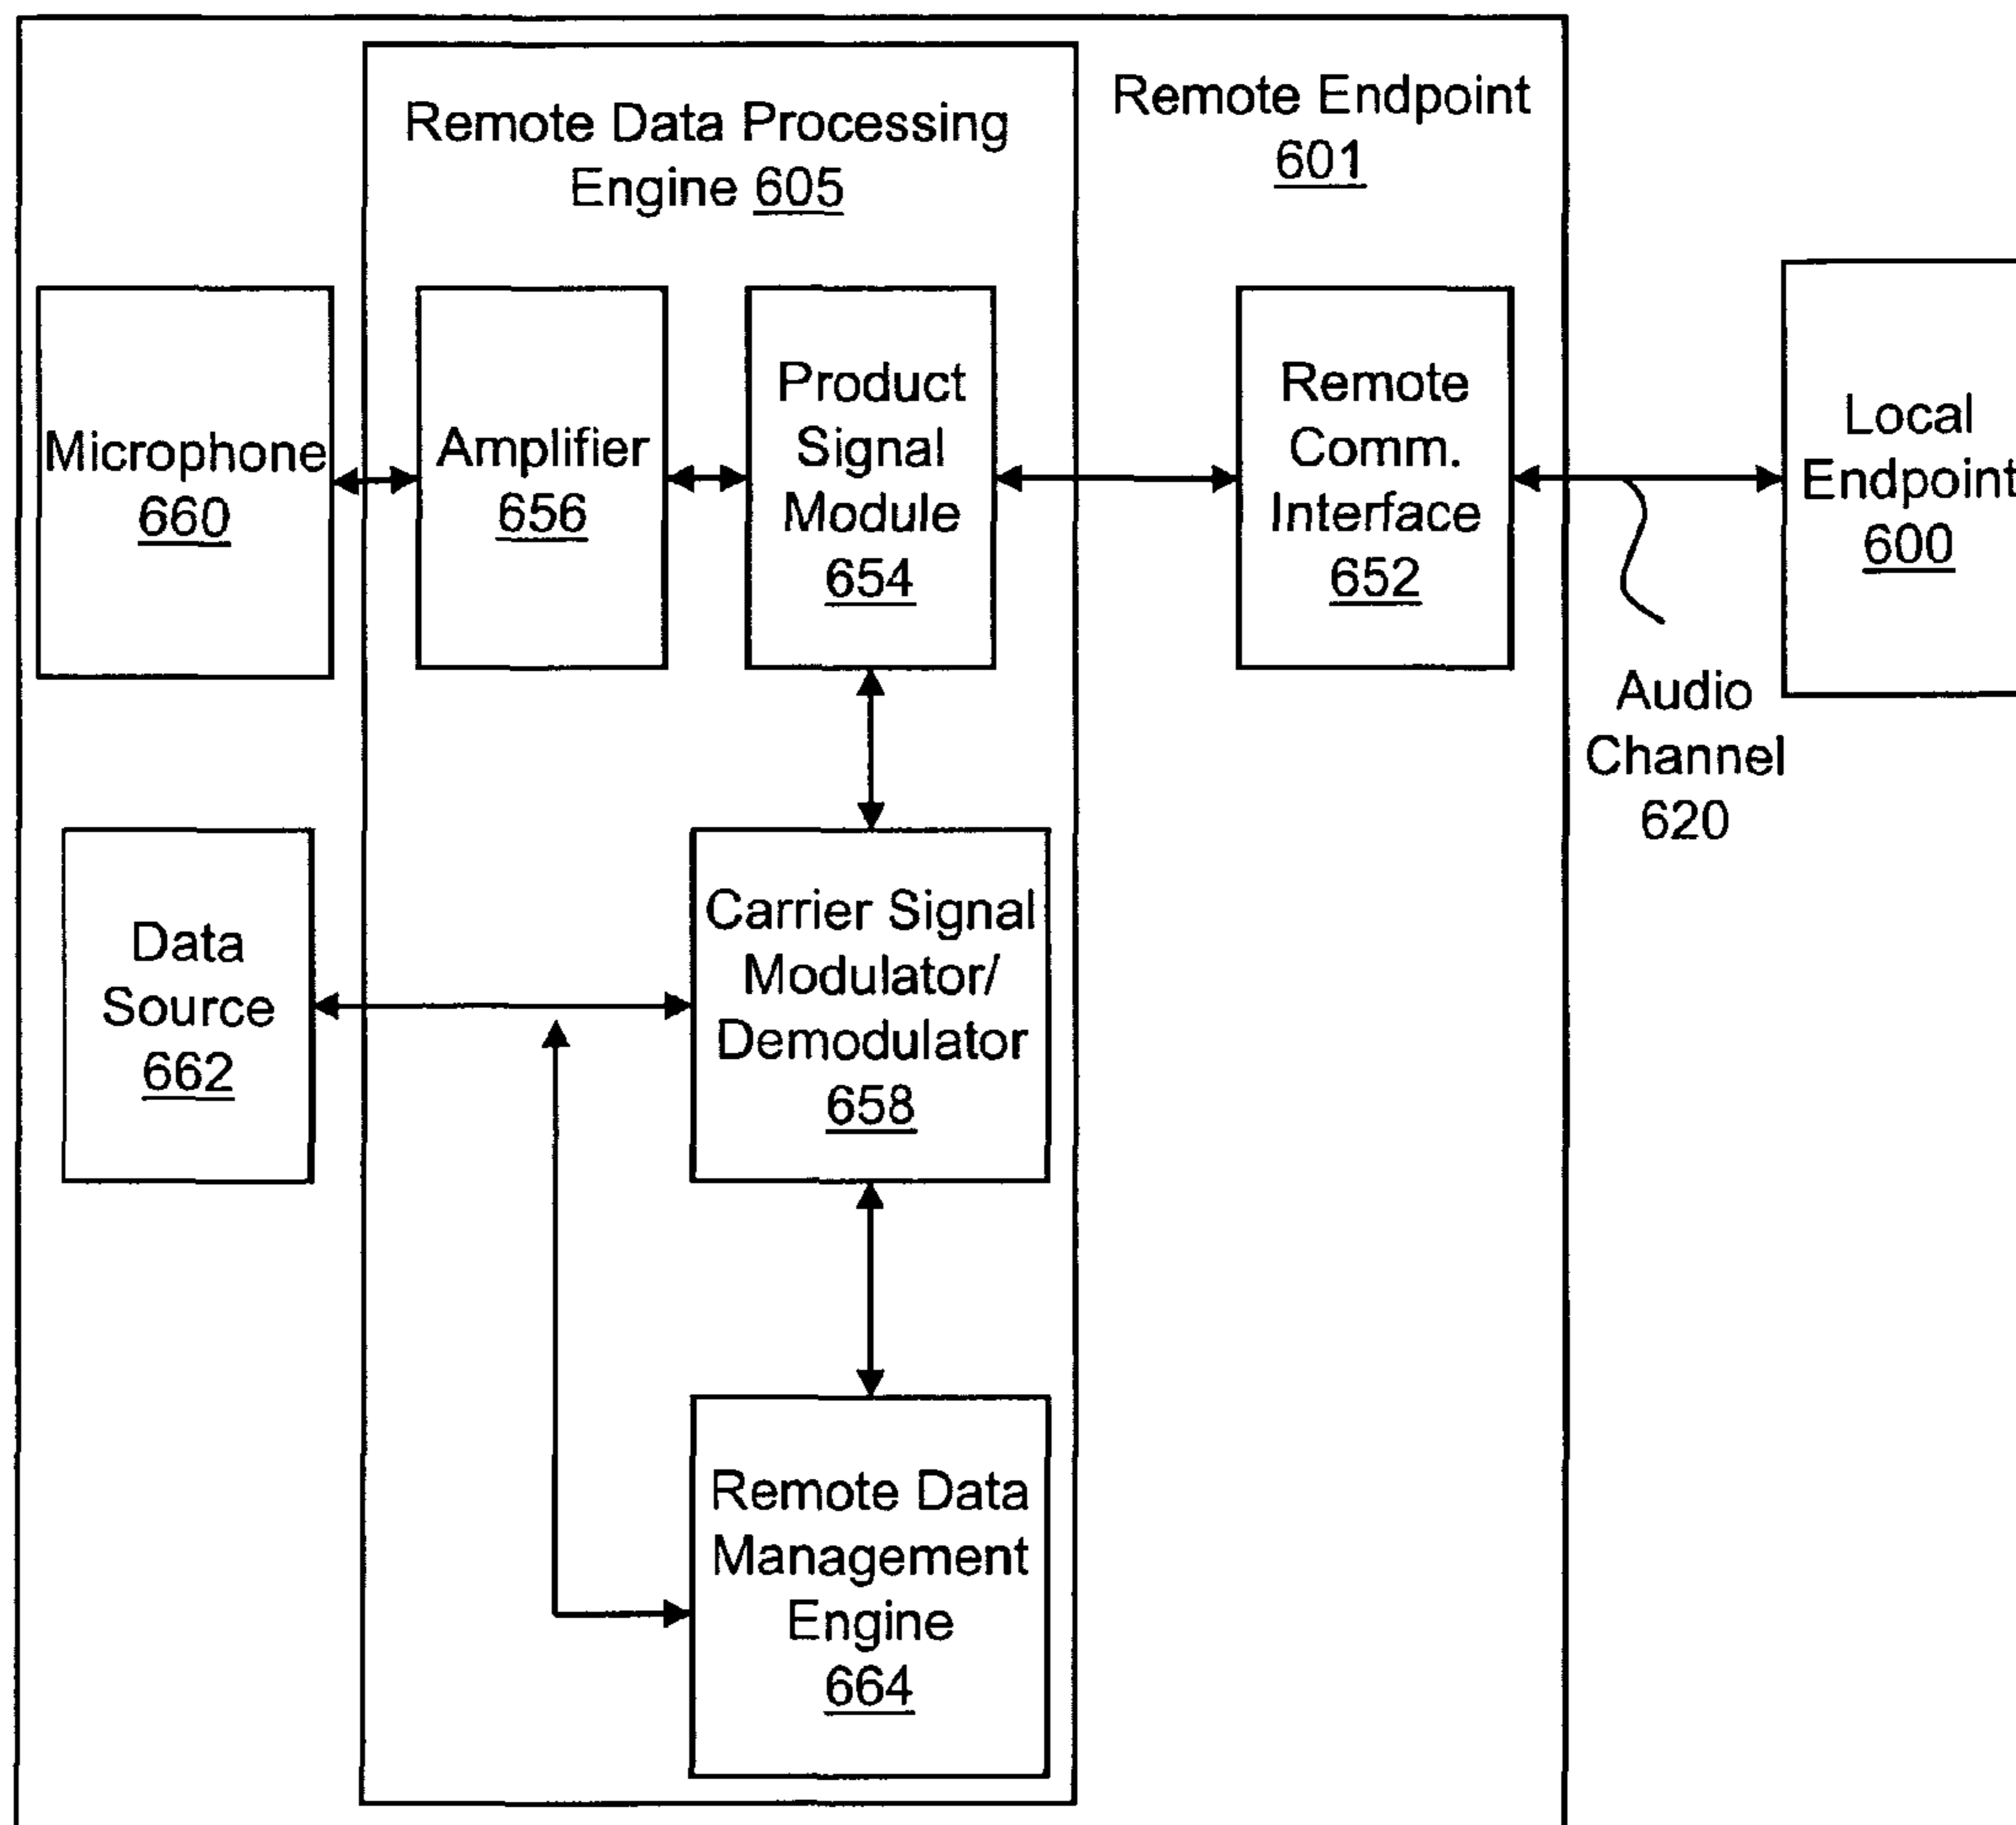 Remote Data Processing
Engine 605
Remote Endpoint
601
Microphone
660
Amplifier
656
Product
Signal
Module
654
Remote
Comm.
Interface
652
Local
Endpoint
600
Audio
Channel
620
Data
Source
662
Carrier Signal
Modulator/
Demodulator
658
Remote Data
Management
Engine
664